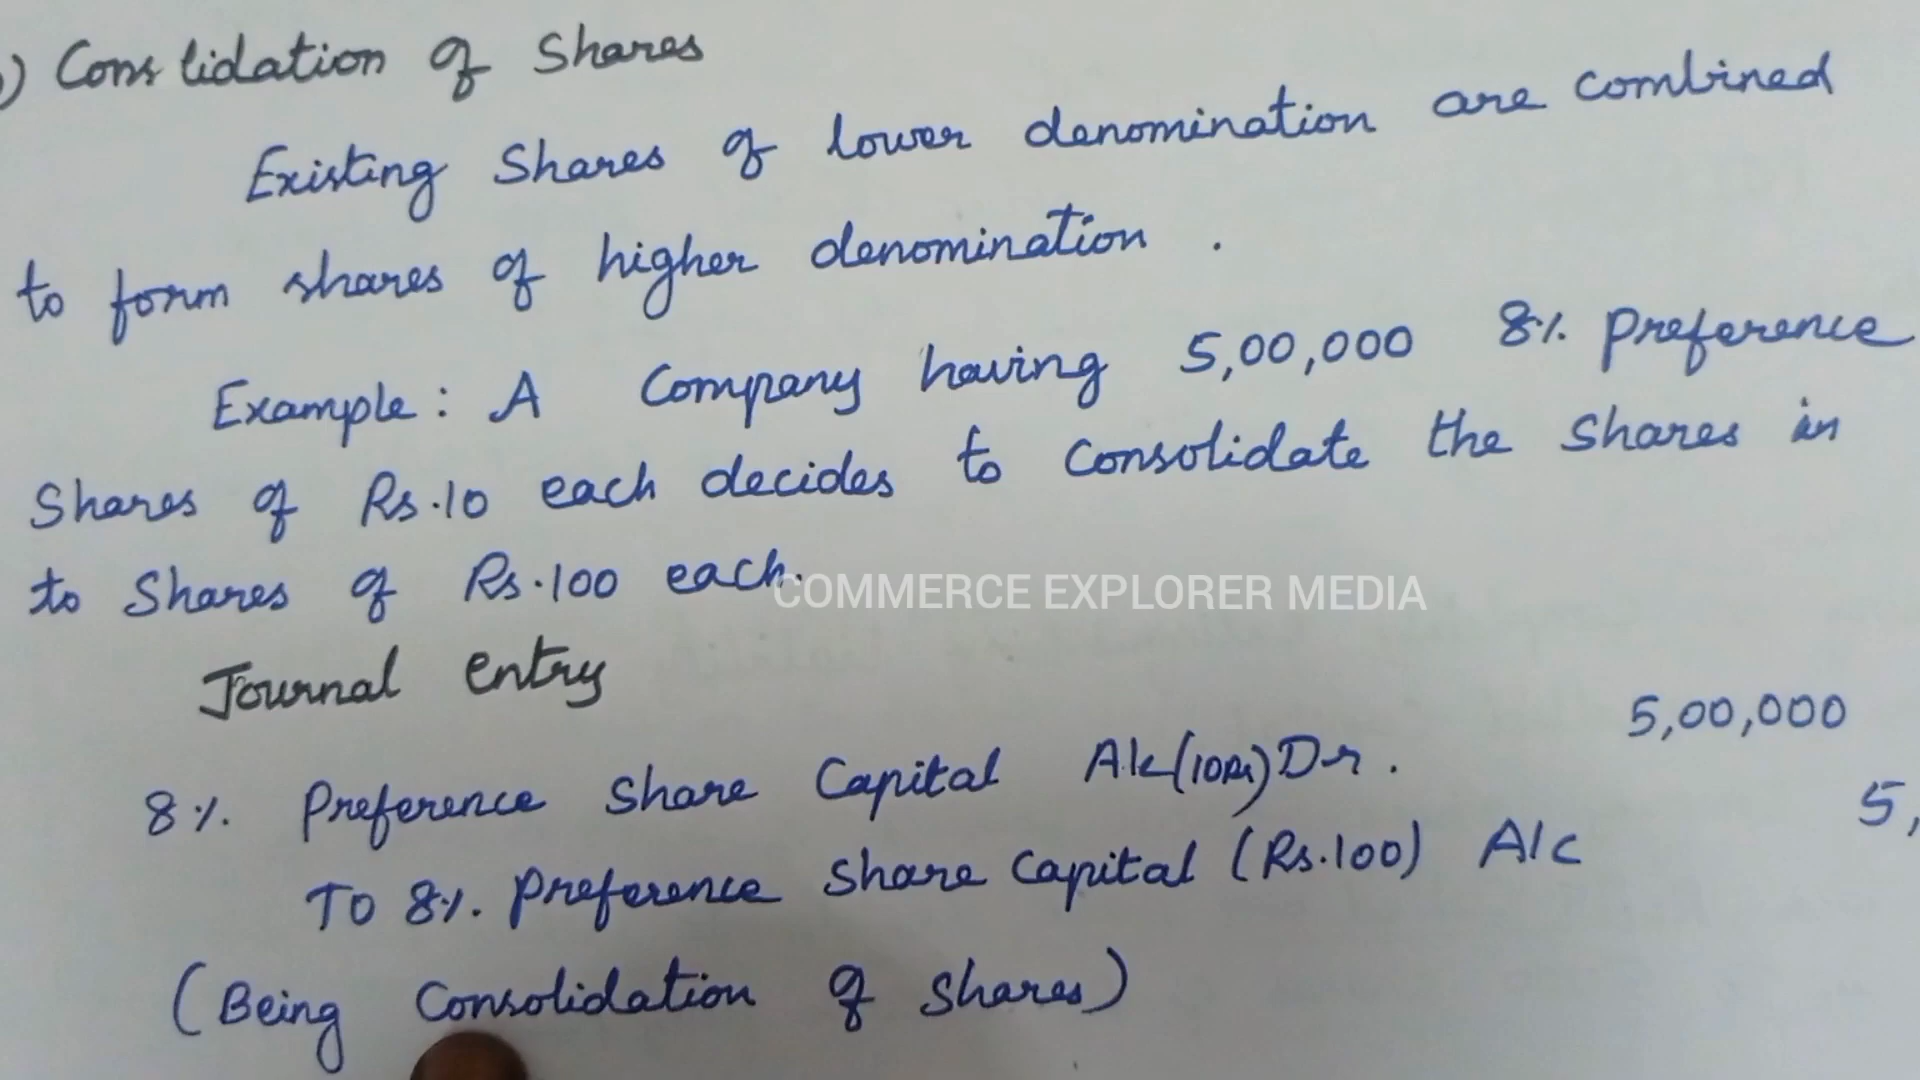 ) Conslidation of Shares
Existing Shares of lower denomination are combined
to form shares of higher denomination .
Example : A Company having 5,00,000 8% preference
Shares of Rs.10 each decides to Consolidate the Shares in
to Shares of Rs.100 each.
COMMERCE EXPLORER MEDIA
Journal entry
8% Preference Share Capital A/c (10Rs) Dr. 5,00,000
To 8% Preference Share Capital (Rs.100) A/c 5,
(Being Consolidation of Shares)